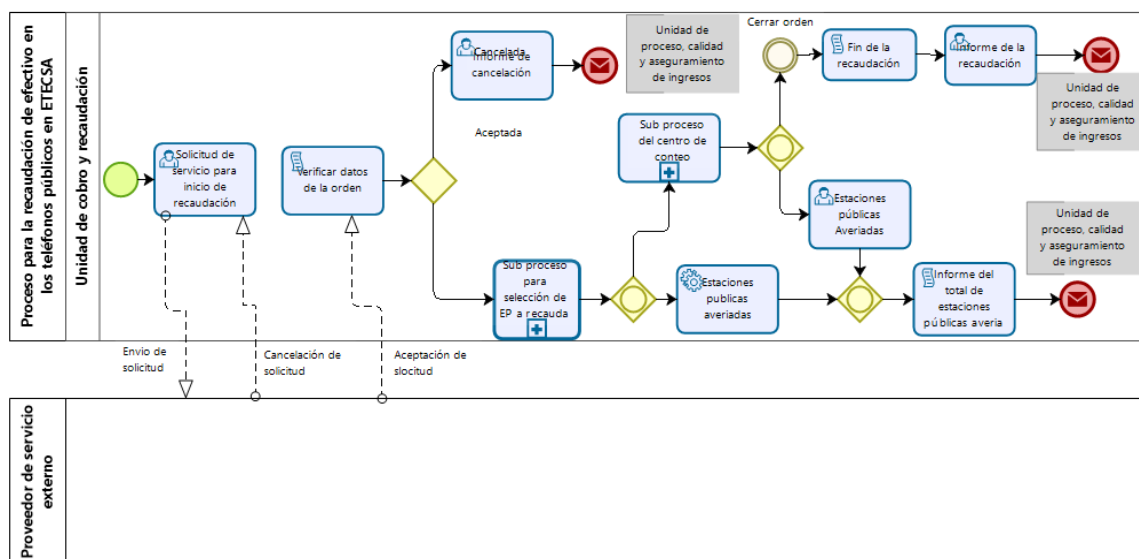 Proceso para la recaudación de efectivo en
los teléfonos públicos en ETECSA
Unidad de cobro y recaudación
Solicitud de
servicio para
inicio de
recaudación
Verificar datos
de la orden
Cancelada
Informe de
cancelación
Unidad de
proceso, calidad
y aseguramiento
de ingresos
Aceptada
Sub proceso
para
selección de
EP a recauda
Sub proceso
del centro de
conteo
Cerrar orden
Fin de la
recaudación
Informe de la
recaudación
Unidad de
proceso, calidad
y aseguramiento
de ingresos
Estaciones
públicas
Averiadas
Estaciones
publicas
averiadas
Informe del
total de
estaciones
públicas averia
Unidad de
proceso, calidad
y aseguramiento
de ingresos
Envio de
solicitud
Cancelación de
solicitud
Aceptación de
slocitud
Proveedor de servicio
externo